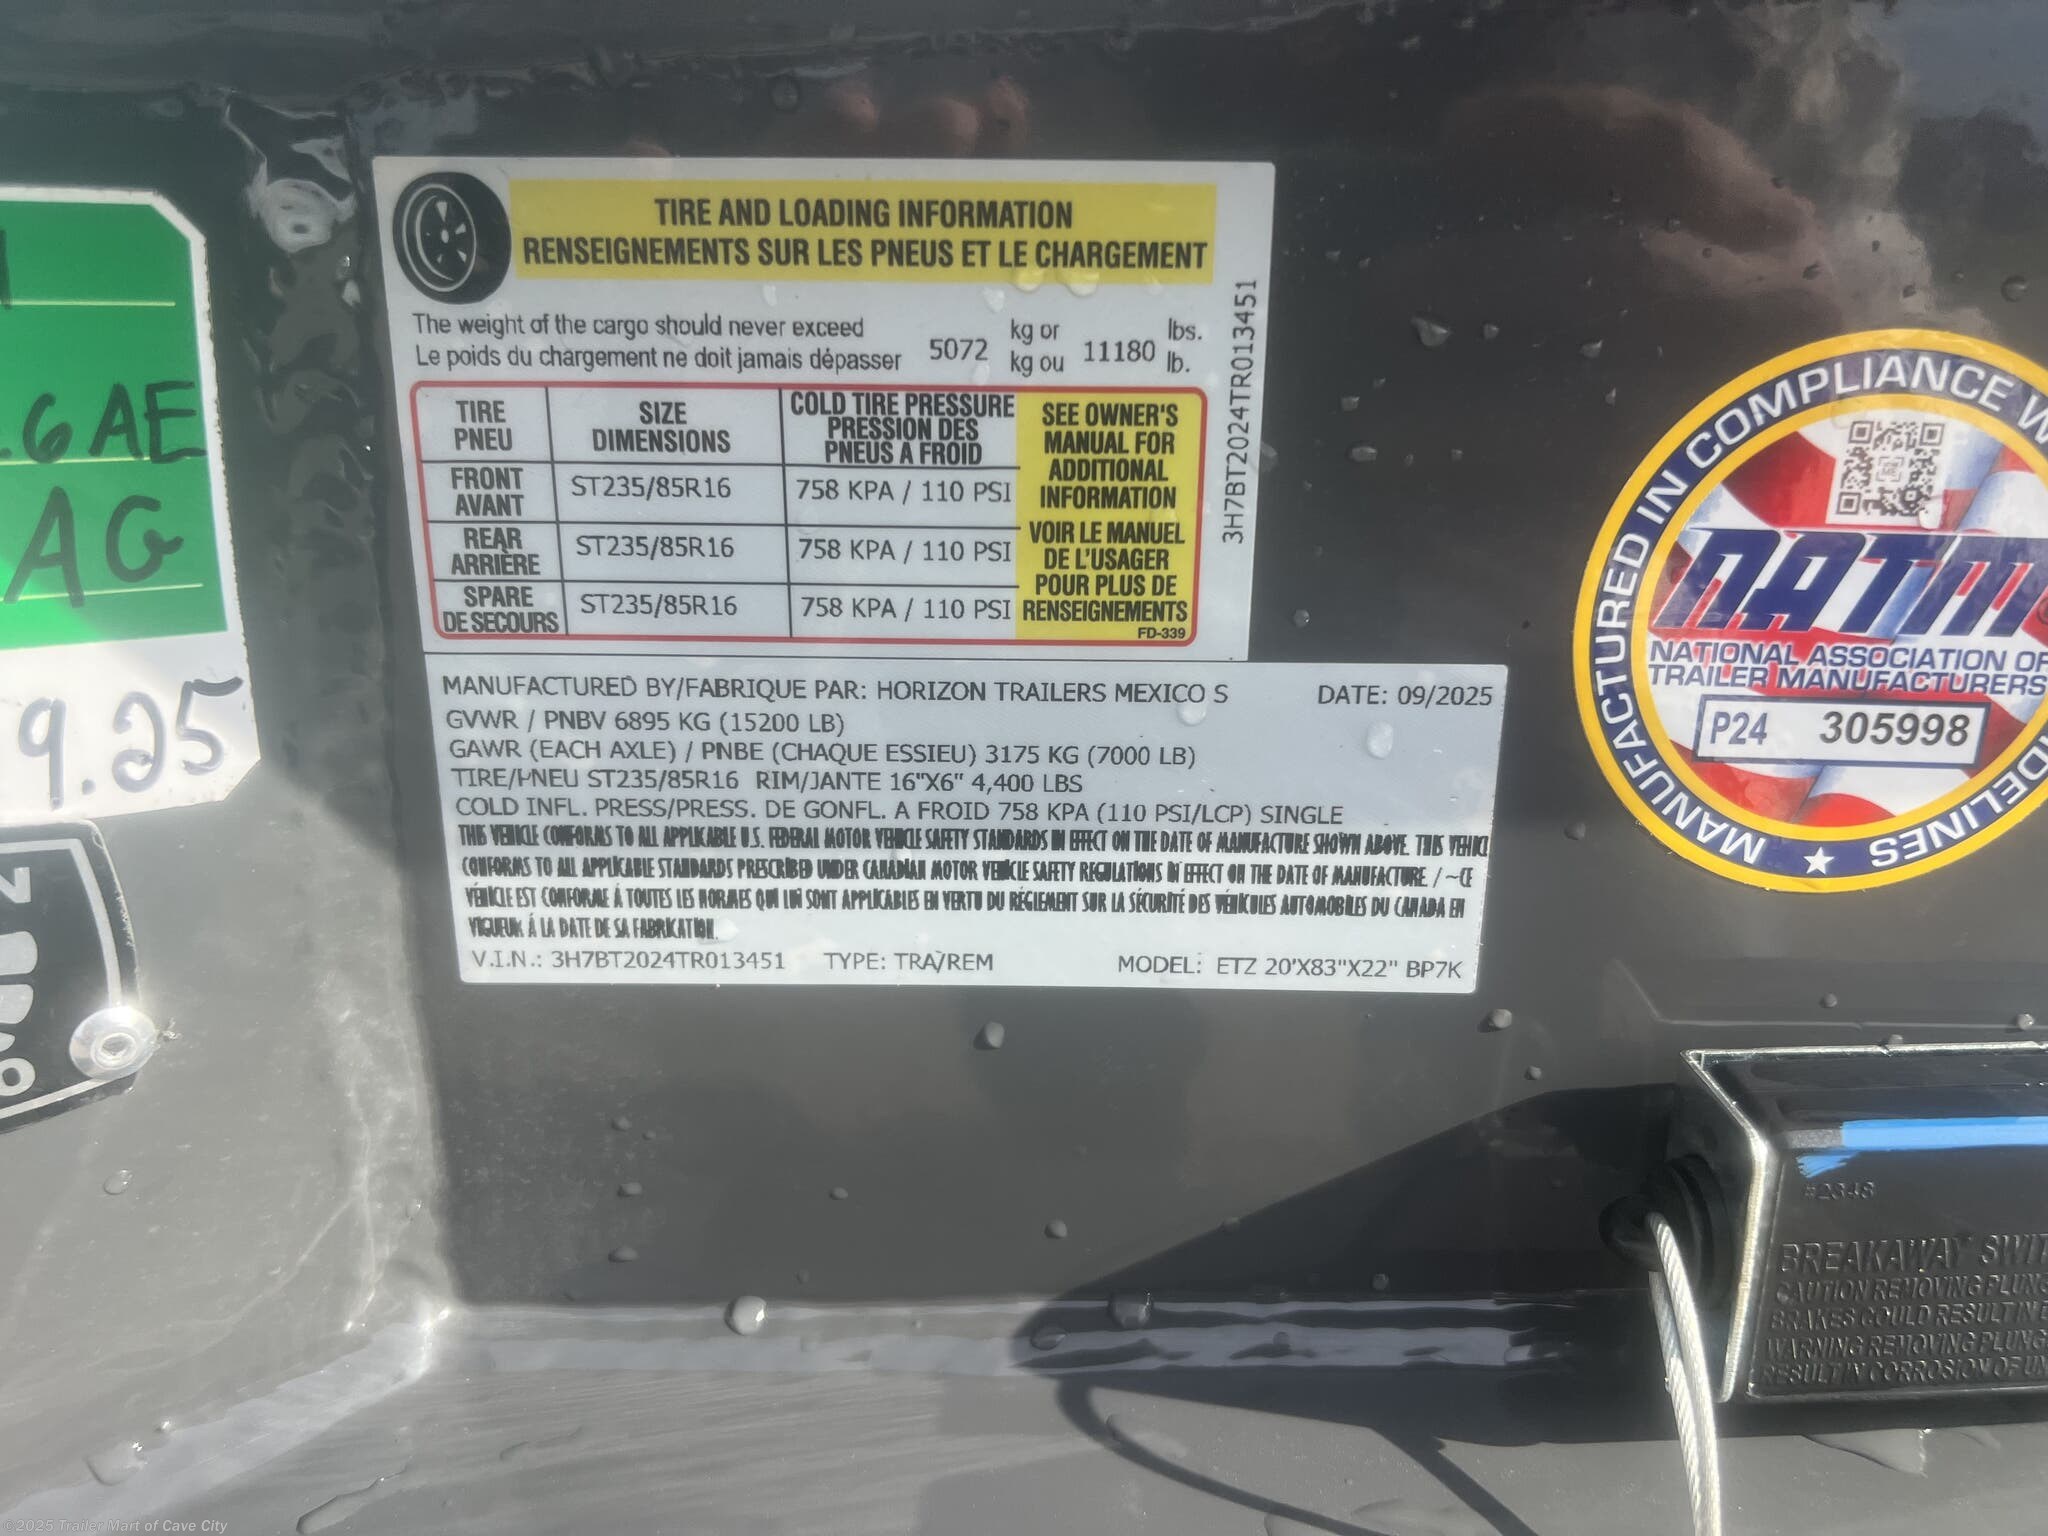 6 AE
AG
9.25
TIRE AND LOADING INFORMATION
RENSEIGNEMENTS SUR LES PNEUS ET LE CHARGEMENT
The weight of the cargo should never exceed
Le poids du chargement ne doit jamais dépasser
5072
kg or
kg ou
11180
lbs.
lb.
3H7BT2024TR013451
TIRE
PNEU
SIZE
DIMENSIONS
COLD TIRE PRESSURE
PRESSION DES
PNEUS A FROID
SEE OWNER'S
MANUAL FOR
ADDITIONAL
INFORMATION
VOIR LE MANUEL
DE L'USAGER
POUR PLUS DE
RENSEIGNEMENTS
FD-339
FRONT
AVANT
ST235/85R16
758 KPA / 110 PSI
REAR
ARRIÈRE
ST235/85R16
758 KPA / 110 PSI
SPARE
DE SECOURS
ST235/85R16
758 KPA / 110 PSI
MANUFACTURED BY/FABRIQUE PAR: HORIZON TRAILERS MEXICO S DATE: 09/2025
GVWR / PNBV 6895 KG (15200 LB)
GAWR (EACH AXLE) / PNBE (CHAQUE ESSIEU) 3175 KG (7000 LB)
TIRE/PNEU ST235/85R16 RIM/JANTE 16"X6" 4,400 LBS
COLD INFL. PRESS/PRESS. DE GONFL. A FROID 758 KPA (110 PSI/LCP) SINGLE
THIS VEHICLE CONFORMS TO ALL APPLICABLE U.S. FEDERAL MOTOR VEHICLE SAFETY STANDARDS IN EFFECT ON THE DATE OF MANUFACTURE SHOWN ABOVE. THIS VEHICL
CONFORMS TO ALL APPLICABLE STANDARDS PRESCRIBED UNDER CANADIAN MOTOR VEHICLE SAFETY REGULATIONS IN EFFECT ON THE DATE OF MANUFACTURE. / ~CE
VÉHICLE EST CONFORME Á TOUTES LES NORMES QUI LUI SONT APPLICABLES EN VERTU DU RÉGLEMENT SUR LA SÉCURITÉ DES VÉHICULES AUTOMOBILES DU CANADA EN
VIGUEUR Á LA DATE DE SA FABRICATION.
V.I.N.: 3H7BT2024TR013451 TYPE: TRA/REM MODEL: ETZ 20'X83"X22" BP7K
MANUFACTURED IN COMPLIANCE W
DELINES
MANUFAC
RS
NATM
NATIONAL ASSOCIATION OF
TRAILER MANUFACTURERS
P24 305998
#2348
BREAKAWAY SWIT
CAUTION REMOVING PLUNG
BRAKES COULD RESULT IN
WARNING REMOVING PLUNG
RESULT IN CORROSION OF UN
©2025 Trailer Mart of Cave City